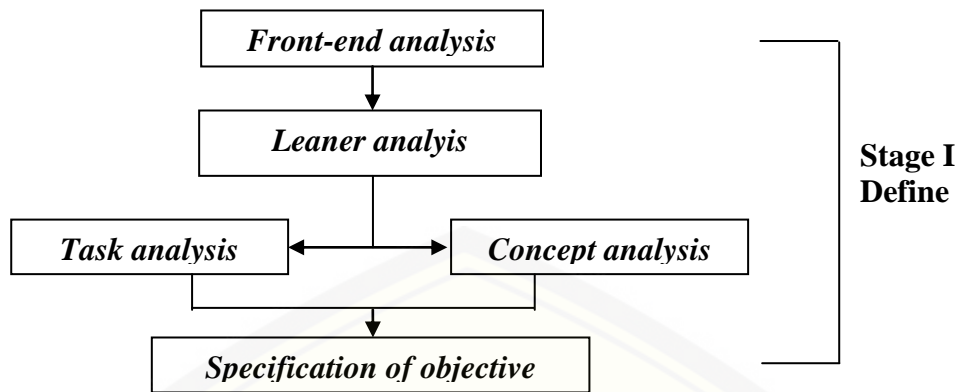 Front-end analysis
Leaner analyis
Stage I
Define
Task analysis
Concept analysis
Specification of objective